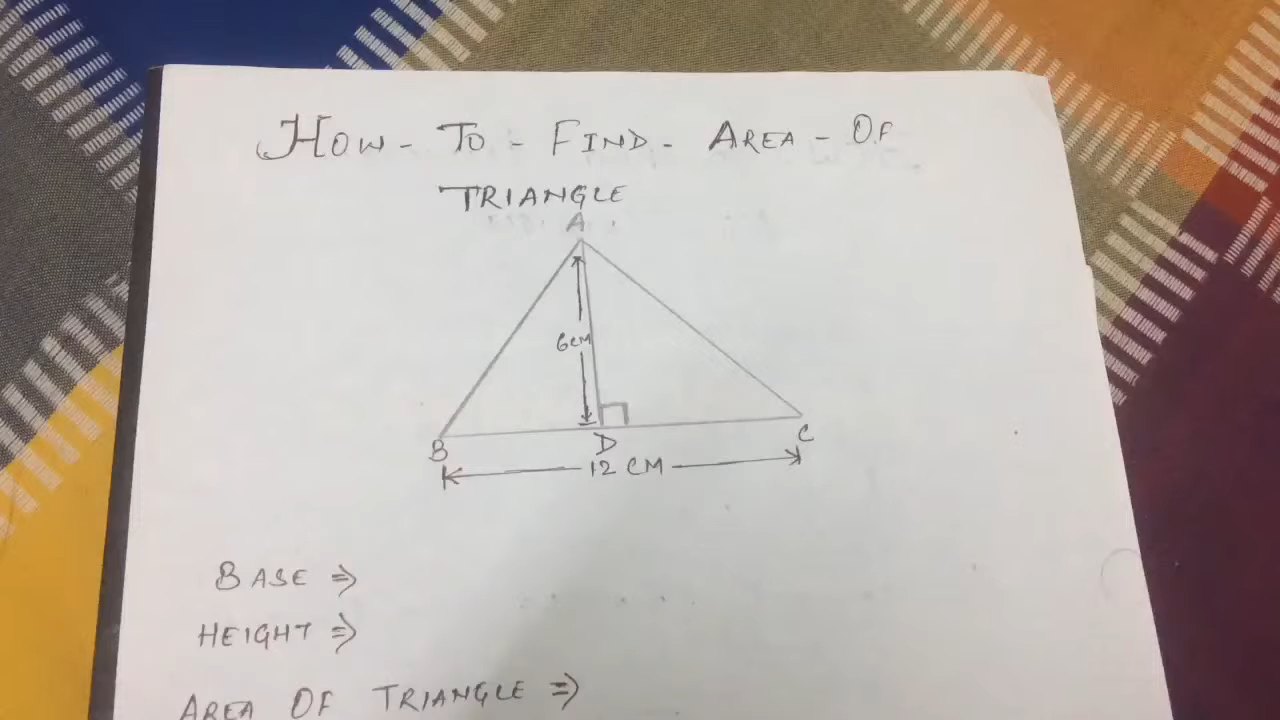 HOW - TO - FIND - AREA - OF
TRIANGLE
A
6CM
B
D
C
12 CM
BASE ⇒
HEIGHT ⇒
AREA OF TRIANGLE ⇒